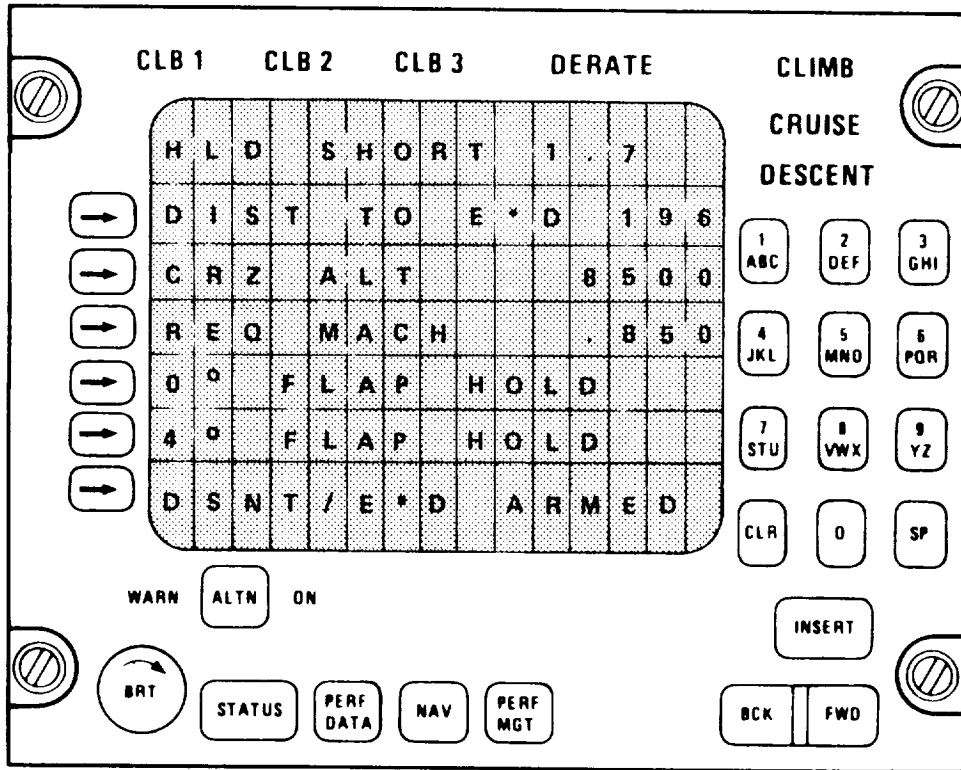 CLB 1 CLB 2 CLB 3 DERATE CLIMB
CRUISE
DESCENT
HLD SHORT 1.7
DIST TO E*D 196
CRZ ALT 8500
REQ MACH .850
0° FLAP HOLD
4° FLAP HOLD
DSNT/E*D ARMED
1 2 3
ABC DEF GHI
4 5 6
JKL MNO PQR
7 8 9
STU VWX YZ
CLR 0 SP
WARN ALTN ON
INSERT
BRT STATUS PERF DATA NAV PERF MGT BCK FWD